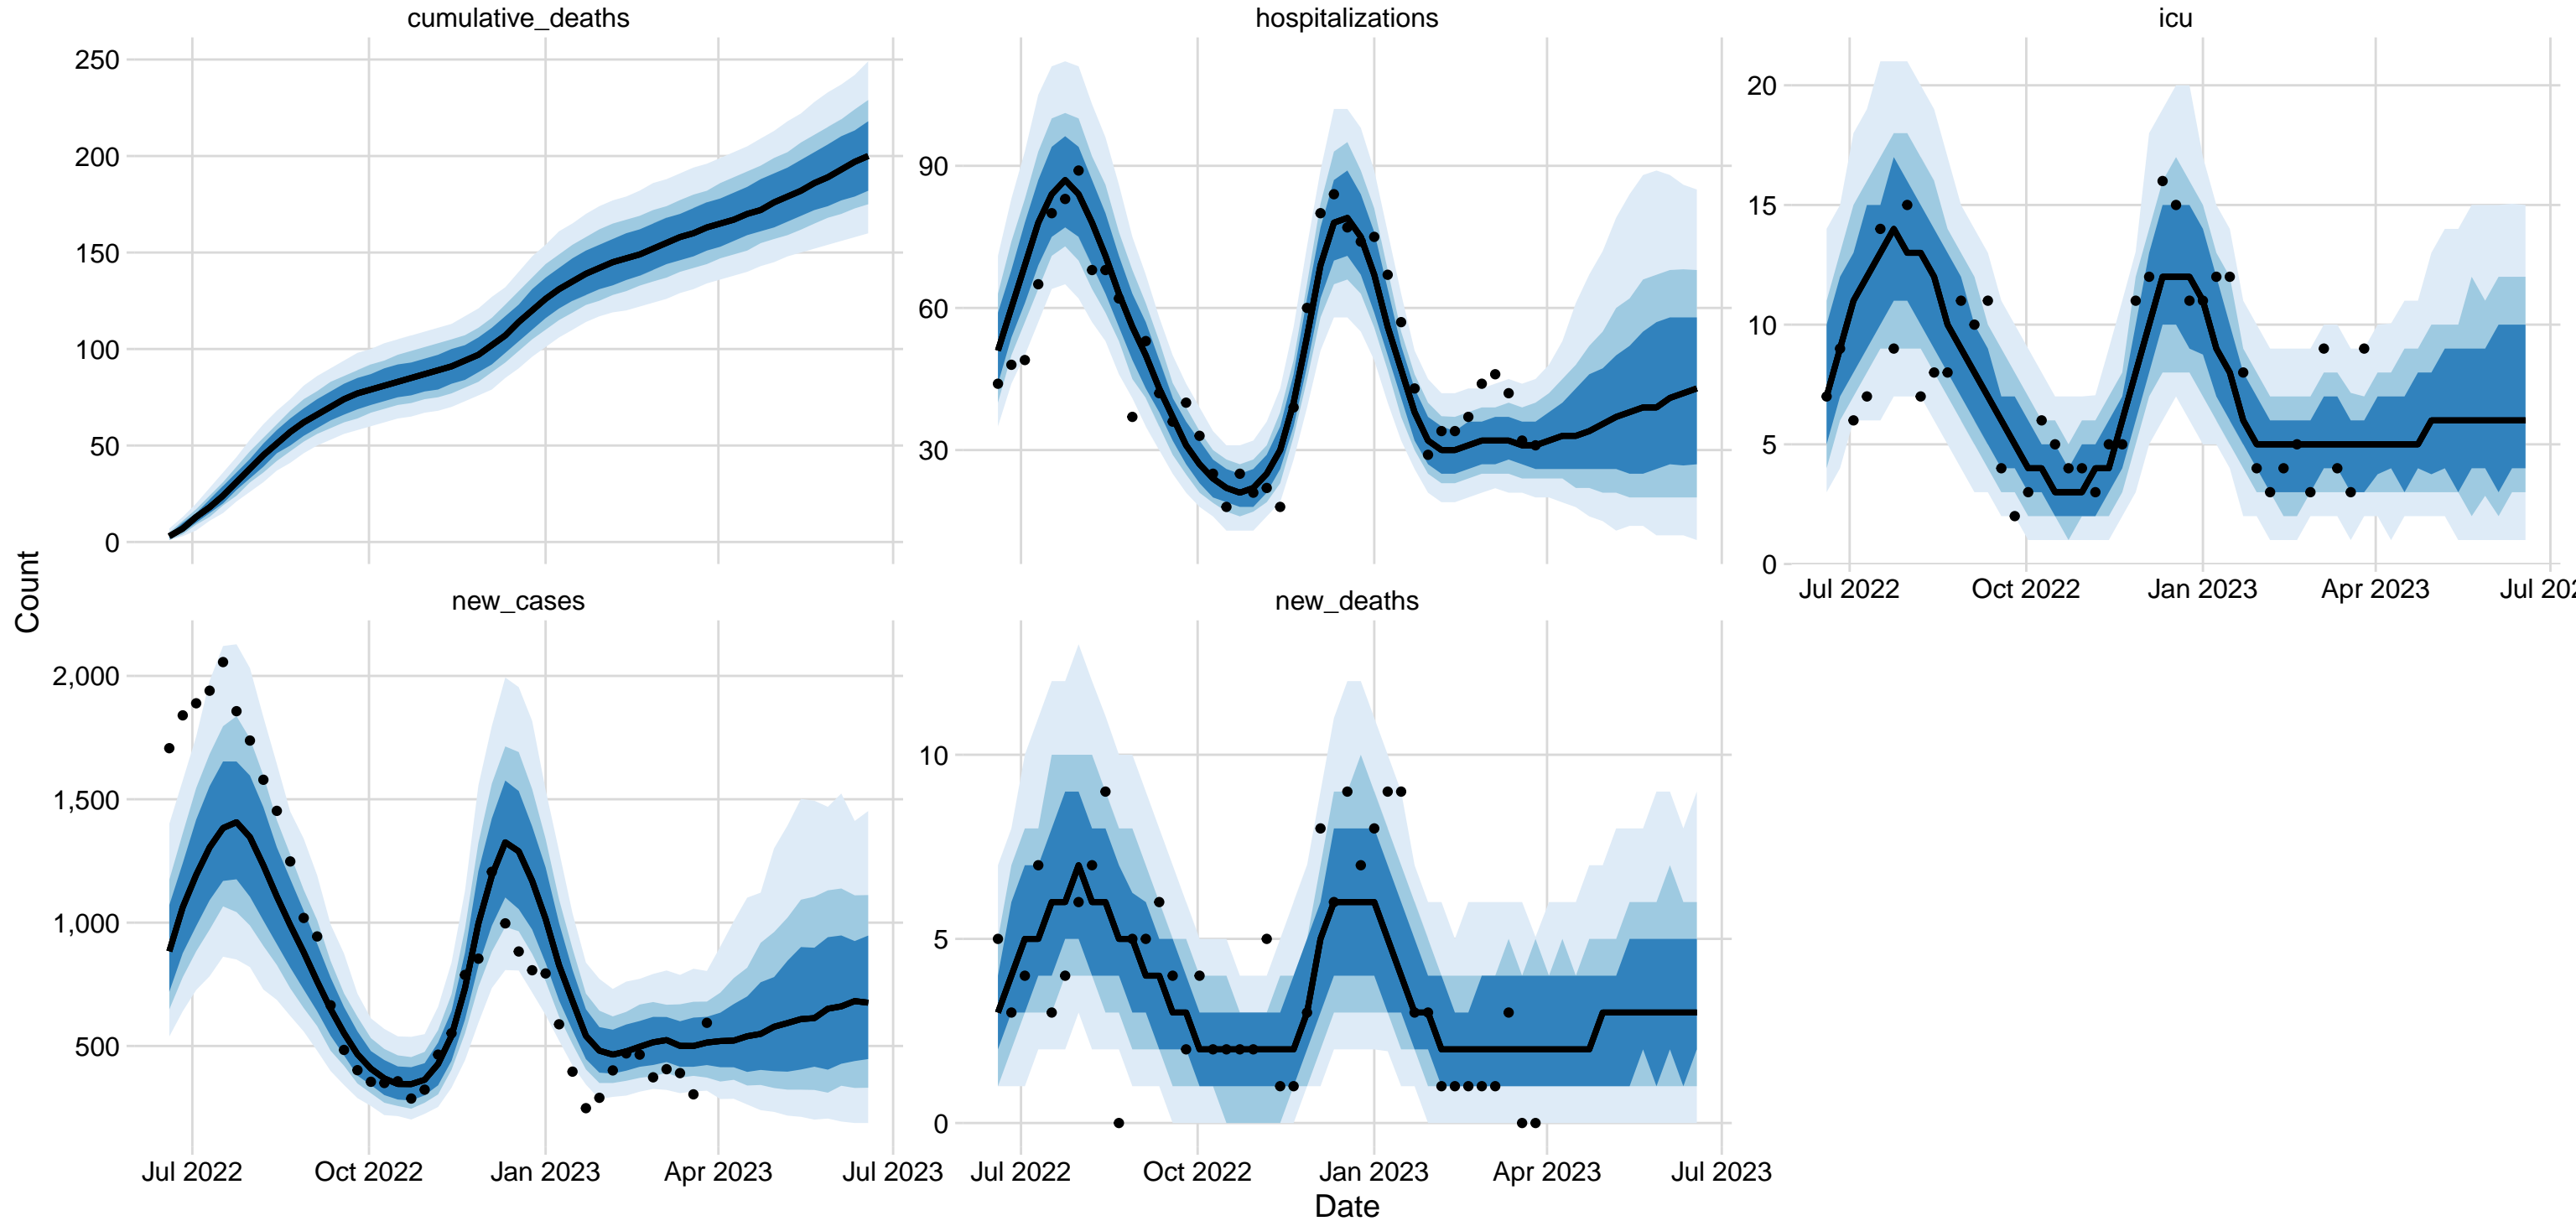 cumulative_deaths
hospitalizations
icu
250
200
150
100
50
0
90
60
30
20
15
10
5
0
Jul 2022
Oct 2022
Jan 2023
Apr 2023
Jul 202
Count
new_cases
new_deaths
2,000
1,500
1,000
500
10
5
0
Jul 2022
Oct 2022
Jan 2023
Apr 2023
Jul 2023
Jul 2022
Oct 2022
Jan 2023
Apr 2023
Jul 2023
Date